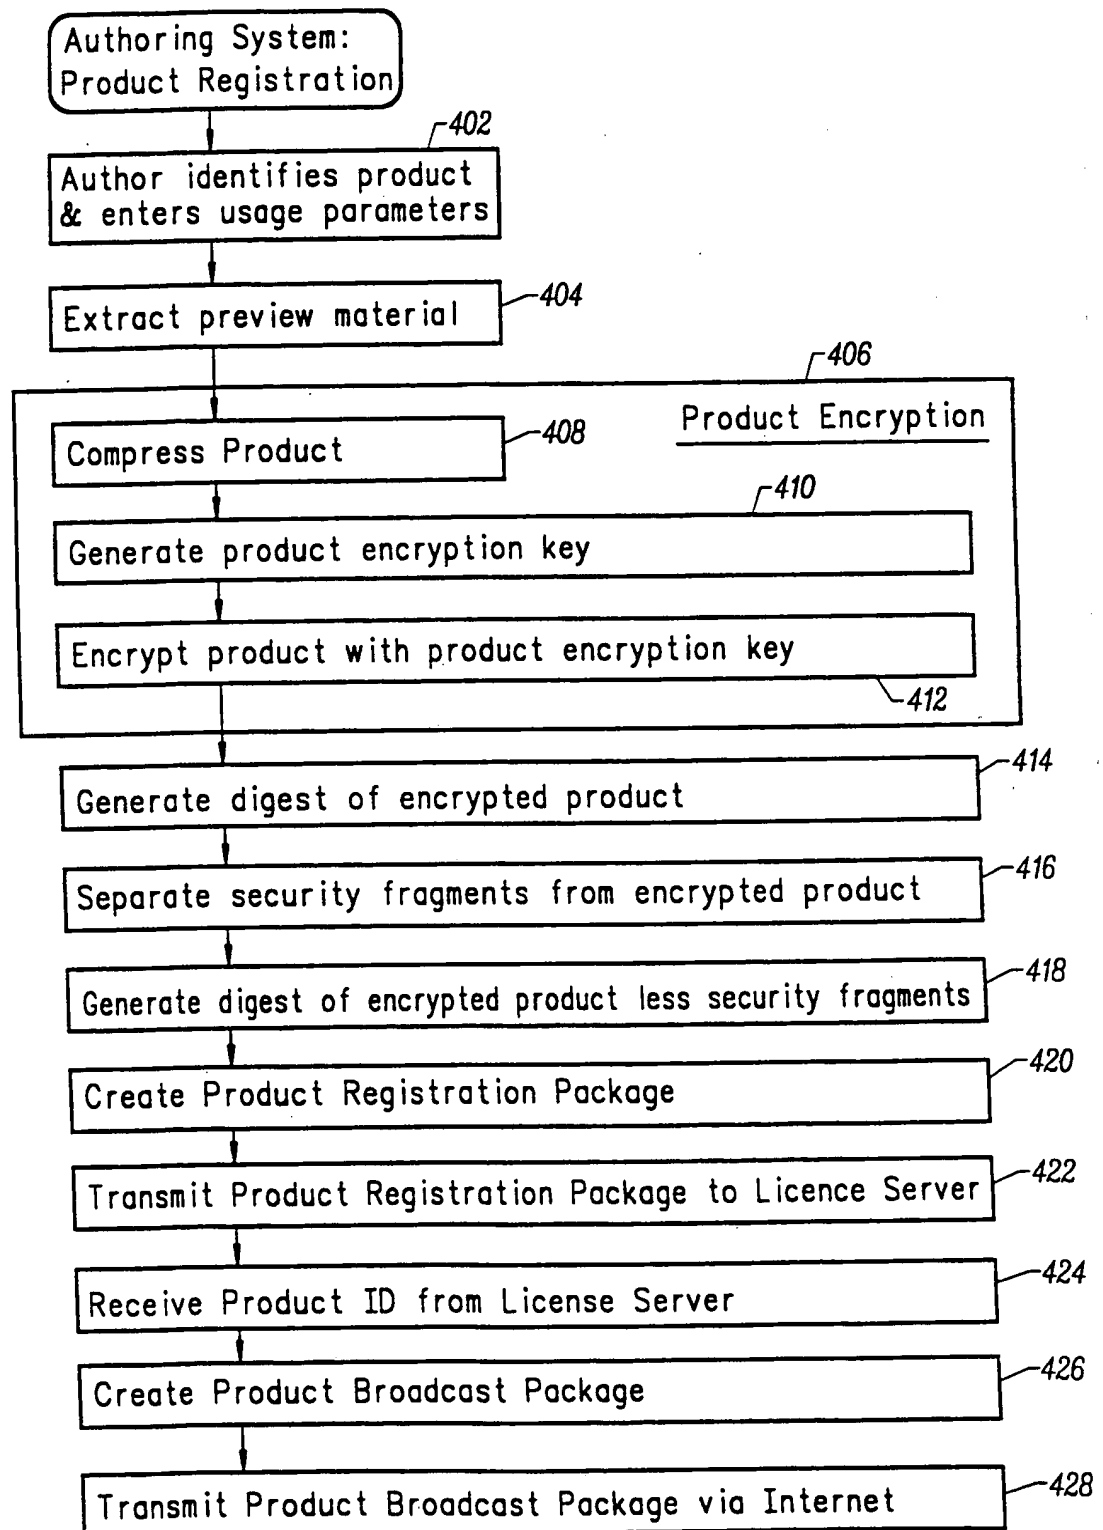 Authoring System:
Product Registration
402
Author identifies product
& enters usage parameters
Extract preview material
404
406
Product Encryption
Compress Product
408
410
Generate product encryption key
Encrypt product with product encryption key
412
414
Generate digest of encrypted product
Separate security fragments from encrypted product
416
Generate digest of encrypted product less security fragments
418
Create Product Registration Package
420
Transmit Product Registration Package to Licence Server
422
Receive Product ID from License Server
424
Create Product Broadcast Package
426
Transmit Product Broadcast Package via Internet
428